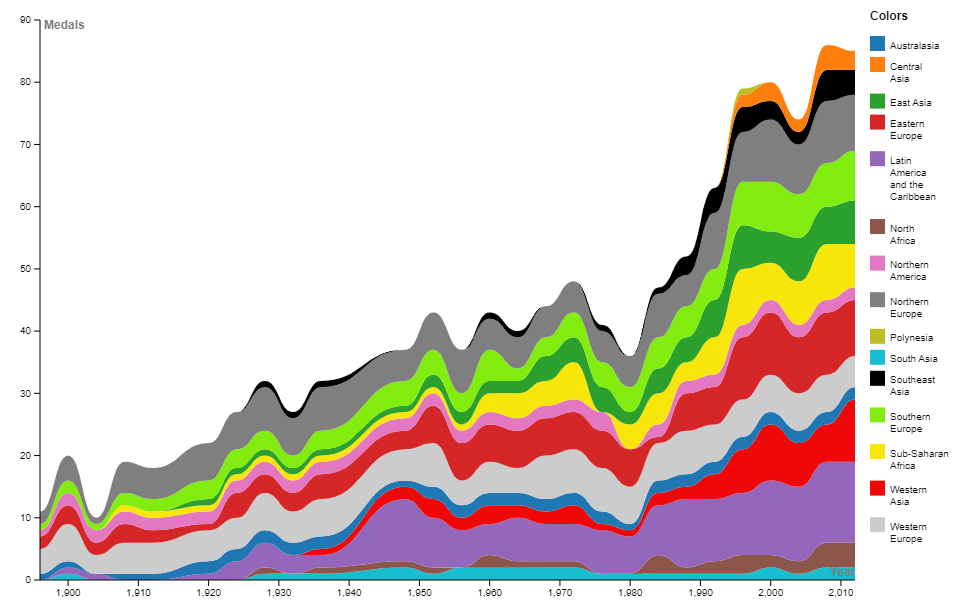 90
Medals
80
70
60
50
40
30
20
10
0
Year
1,900
1,910
1,920
1,930
1,940
1,950
1,960
1,970
1,980
1,990
2,000
2,010
Colors
Australasia
Central
Asia
East Asia
Eastern
Europe
Latin
America
and the
Caribbean
North
Africa
Northern
America
Northern
Europe
Polynesia
South Asia
Southeast
Asia
Southern
Europe
Sub-Saharan
Africa
Western
Asia
Western
Europe